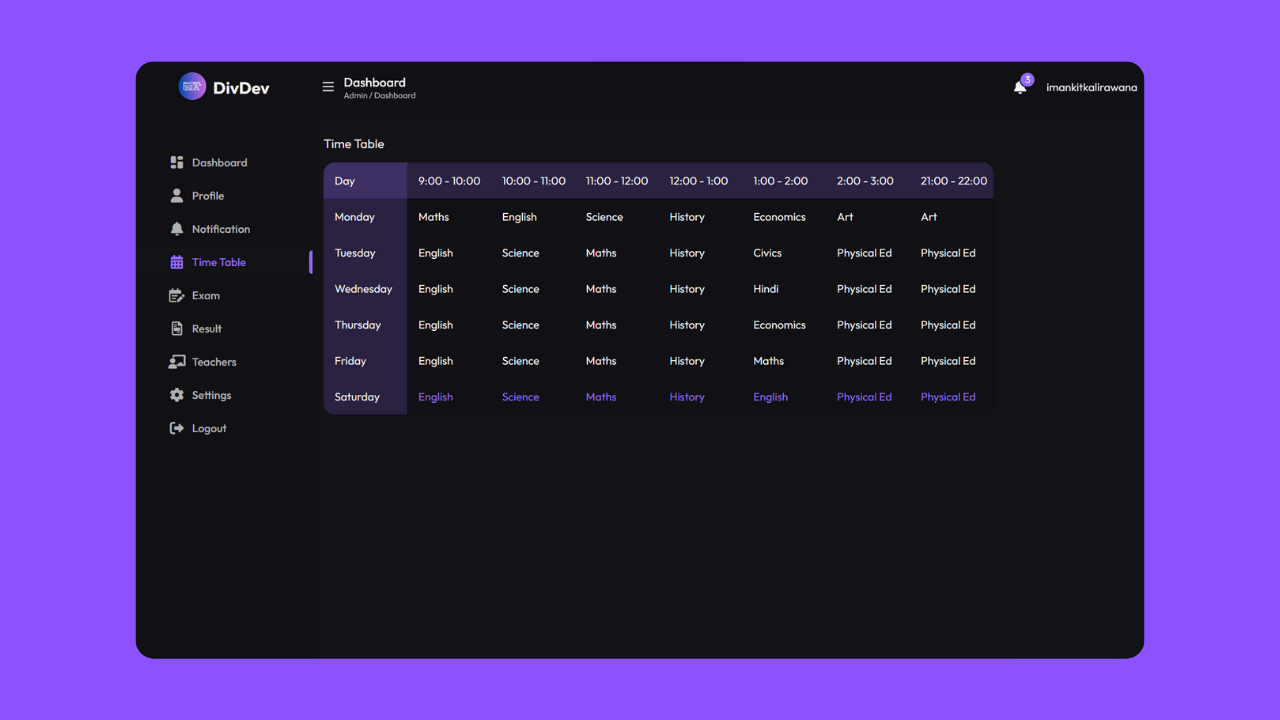 DivDev
Dashboard
Admin / Dashboard
3
imankitkalirawana
Dashboard
Profile
Notification
Time Table
Exam
Result
Teachers
Settings
Logout
Time Table
Day 9:00 - 10:00 10:00 - 11:00 11:00 - 12:00 12:00 - 1:00 1:00 - 2:00 2:00 - 3:00 21:00 - 22:00
Monday Maths English Science History Economics Art Art
Tuesday English Science Maths History Civics Physical Ed Physical Ed
Wednesday English Science Maths History Hindi Physical Ed Physical Ed
Thursday English Science Maths History Economics Physical Ed Physical Ed
Friday English Science Maths History Maths Physical Ed Physical Ed
Saturday English Science Maths History English Physical Ed Physical Ed